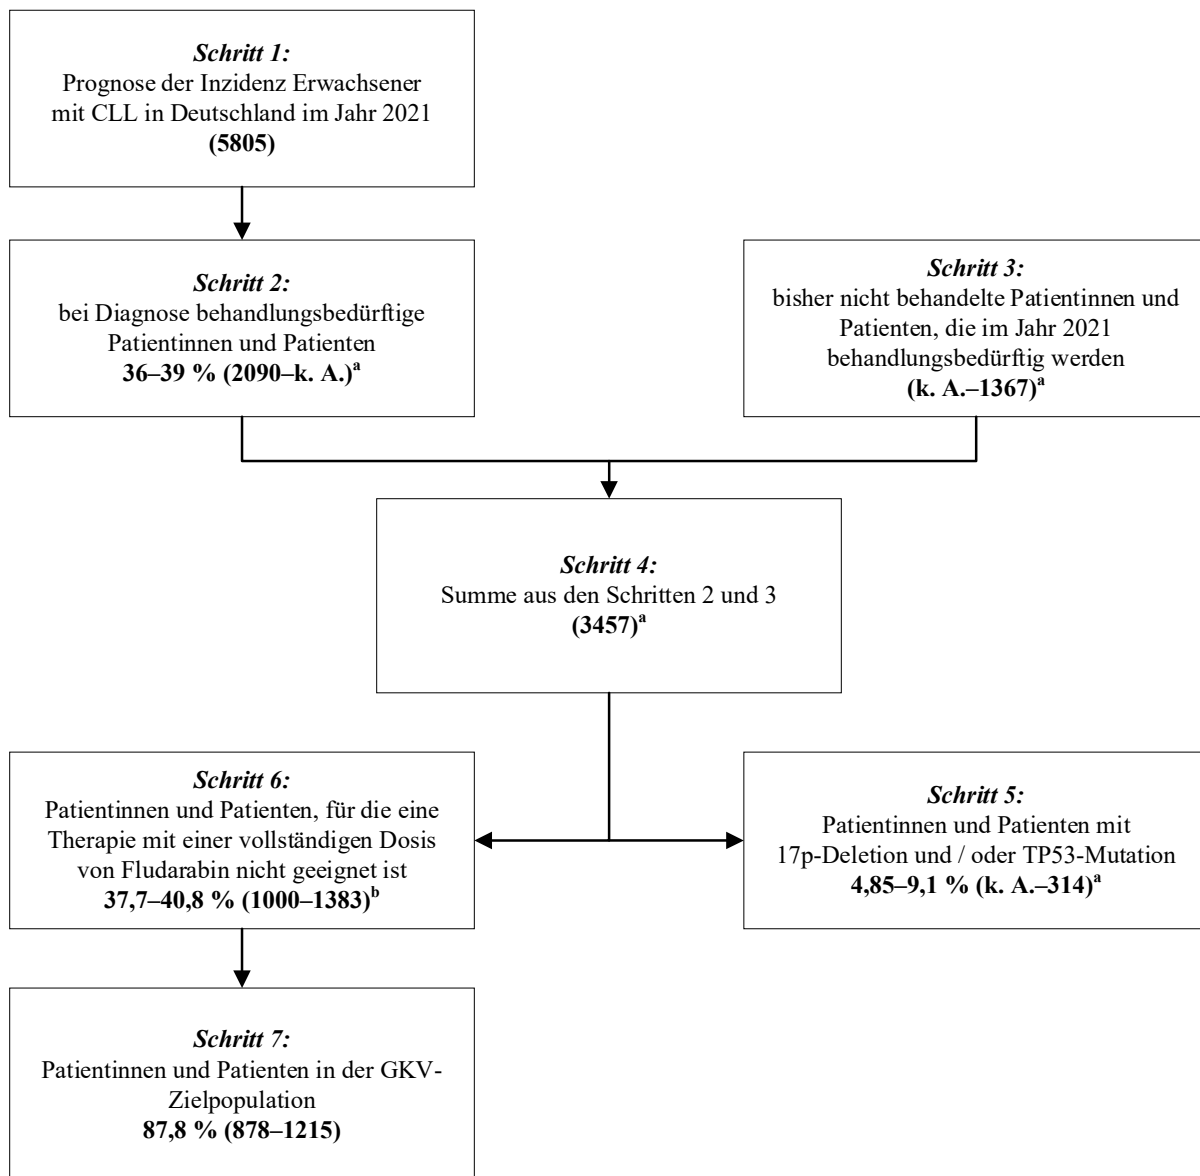 Schritt 1:
Prognose der Inzidenz Erwachsener
mit CLL in Deutschland im Jahr 2021
(5805)
Schritt 2:
bei Diagnose behandlungsbedürftige
Patientinnen und Patienten
36–39 % (2090–k. A.)ª
Schritt 3:
bisher nicht behandelte Patientinnen und
Patienten, die im Jahr 2021
behandlungsbedürftig werden
(k. A.–1367)ª
Schritt 4:
Summe aus den Schritten 2 und 3
(3457)ª
Schritt 6:
Patientinnen und Patienten, für die eine
Therapie mit einer vollständigen Dosis
von Fludarabin nicht geeignet ist
37,7–40,8 % (1000–1383)ᵇ
Schritt 5:
Patientinnen und Patienten mit
17p-Deletion und / oder TP53-Mutation
4,85–9,1 % (k. A.–314)ª
Schritt 7:
Patientinnen und Patienten in der GKV-
Zielpopulation
87,8 % (878–1215)